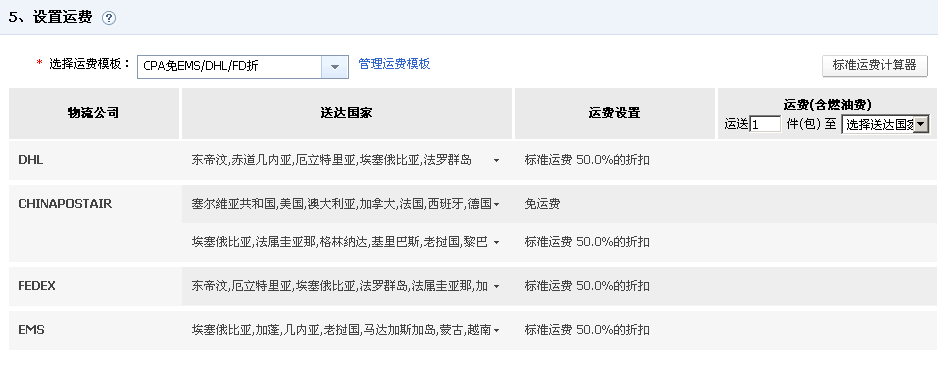 5、设置运费 ?
* 选择运费模板： CPA免EMS/DHL/FD折 管理运费模板 标准运费计算器
物流公司 送达国家 运费设置 运费(含燃油费)
运送 1 件(包) 至 选择送达国家
DHL 东帝汶,赤道几内亚,厄立特里亚,埃塞俄比亚,法罗群岛 标准运费 50.0%的折扣
CHINAPOSTAIR 塞尔维亚共和国,美国,澳大利亚,加拿大,法国,西班牙,德国 免运费
埃塞俄比亚,法属圭亚那,格林纳达,基里巴斯,老挝国,黎巴 标准运费 50.0%的折扣
FEDEX 东帝汶,厄立特里亚,埃塞俄比亚,法罗群岛,法属圭亚那,加 标准运费 50.0%的折扣
EMS 埃塞俄比亚,加蓬,几内亚,老挝国,马达加斯加岛,蒙古,越南 标准运费 50.0%的折扣